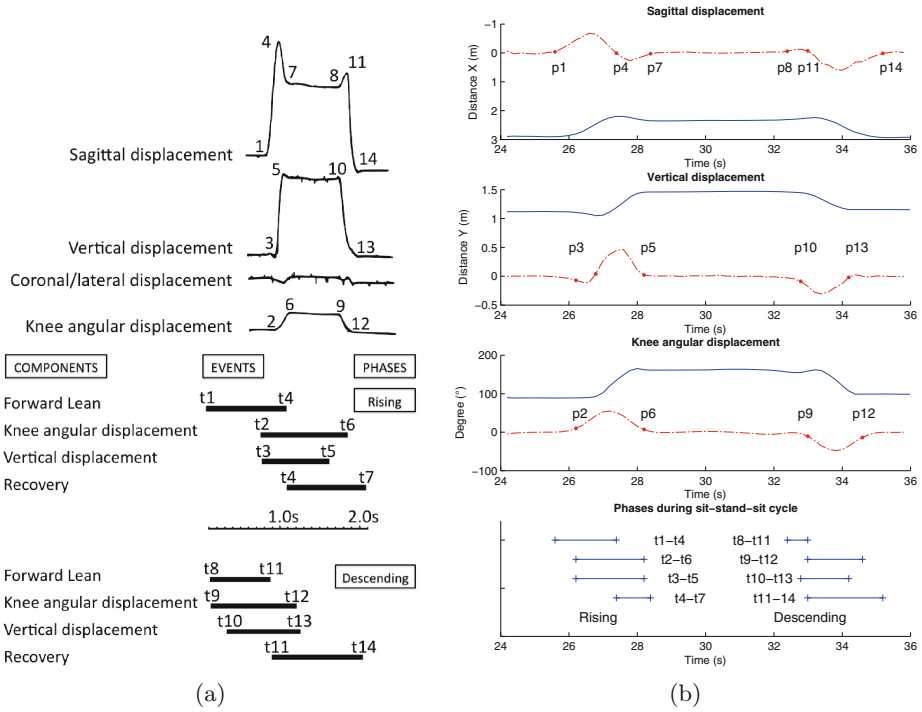 4
7
8
11
1
14
Sagittal displacement
5
10
3
13
Vertical displacement
Coronal/lateral displacement
6
9
2
12
Knee angular displacement
COMPONENTS EVENTS PHASES
Rising
Forward Lean t1 t4
Knee angular displacement t2 t6
Vertical displacement t3 t5
Recovery t4 t7
1.0s 2.0s
Descending
Forward Lean t8 t11
Knee angular displacement t9 t12
Vertical displacement t10 t13
Recovery t11 t14
(a)
Sagittal displacement
Distance X (m)
−1
0
1
2
3
p1 p4 p7 p8 p11 p14
24 26 28 30 32 34 36
Time (s)
Vertical displacement
Distance Y (m)
1.5
1
0.5
0
−0.5
p3 p5 p10 p13
24 26 28 30 32 34 36
Time (s)
Knee angular displacement
Degree (°)
200
100
0
−100
p2 p6 p9 p12
24 26 28 30 32 34 36
Time (s)
Phases during sit−stand−sit cycle
t1−t4 t8−t11
t2−t6 t9−t12
t3−t5 t10−t13
t4−t7 t11−14
Rising Descending
24 26 28 30 32 34 36
Time (s)
(b)